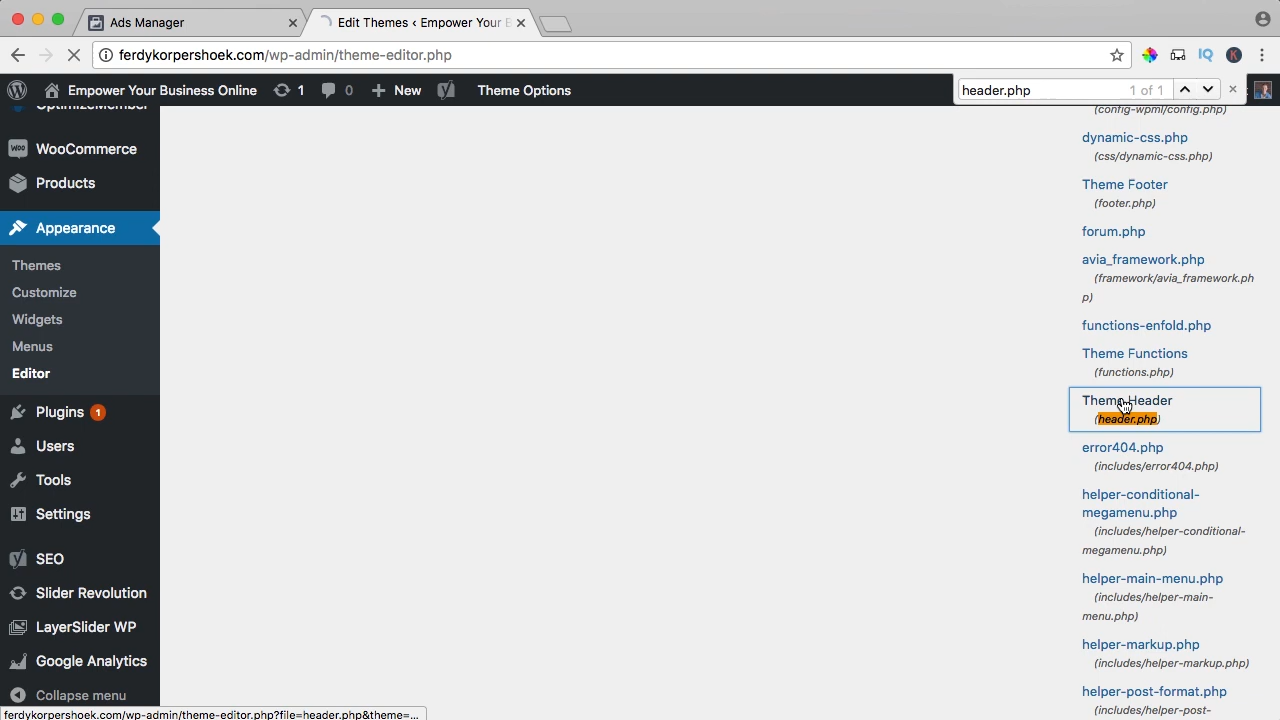 Ads Manager
Edit Themes ‹ Empower Your B
ferdykorpershoek.com/wp-admin/theme-editor.php
Empower Your Business Online 1 0 New Theme Options
header.php 1 of 1
OptimizeMember
WooCommerce
Products
Appearance
Themes
Customize
Widgets
Menus
Editor
Plugins 1
Users
Tools
Settings
SEO
Slider Revolution
LayerSlider WP
Google Analytics
Collapse menu
(config-wpml/config.php)
dynamic-css.php
(css/dynamic-css.php)
Theme Footer
(footer.php)
forum.php
avia_framework.php
(framework/avia_framework.ph
p)
functions-enfold.php
Theme Functions
(functions.php)
Theme Header
(header.php)
error404.php
(includes/error404.php)
helper-conditional-
megamenu.php
(includes/helper-conditional-
megamenu.php)
helper-main-menu.php
(includes/helper-main-
menu.php)
helper-markup.php
(includes/helper-markup.php)
helper-post-format.php
(includes/helper-post-
ferdykorpershoek.com/wp-admin/theme-editor.php?file=header.php&theme=...